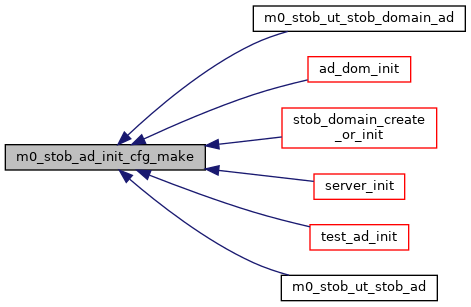 m0_stob_ut_stob_domain_ad
ad_dom_init
stob_domain_create
_or_init
m0_stob_ad_init_cfg_make
server_init
test_ad_init
m0_stob_ut_stob_ad